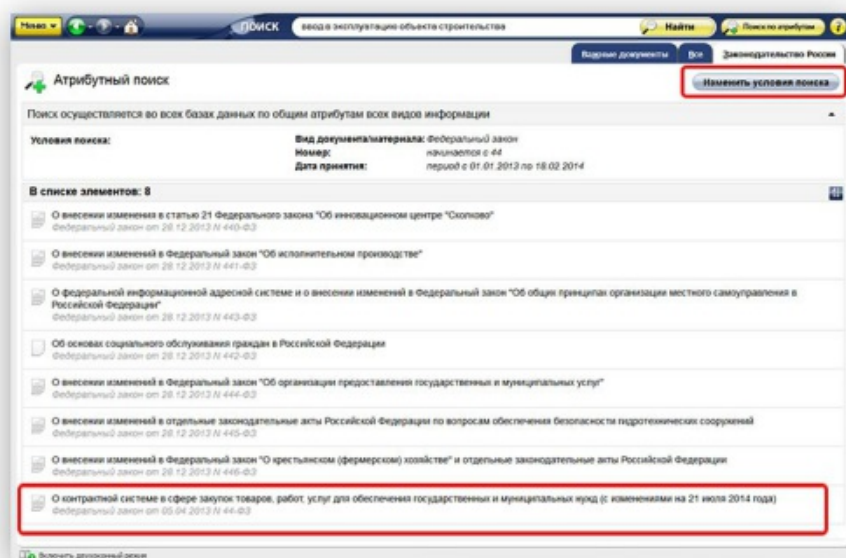 Меню
ПОИСК
ввод в эксплуатацию объекта строительства
Найти
Поиск по атрибутам
?
Важные документы
Все
Законодательство России
Атрибутный поиск
Изменить условия поиска
Поиск осуществляется во всех базах данных по общим атрибутам всех видов информации
Условия поиска:
Вид документа/материала: Федеральный закон
Номер: начинается с 44
Дата принятия: период с 01.01.2013 по 18.02.2014
В списке элементов: 8
О внесении изменения в статью 21 Федерального закона "Об инновационном центре "Сколково"
Федеральный закон от 28.12.2013 N 440-ФЗ
О внесении изменений в Федеральный закон "Об исполнительном производстве"
Федеральный закон от 28.12.2013 N 441-ФЗ
О федеральной информационной адресной системе и о внесении изменений в Федеральный закон "Об общих принципах организации местного самоуправления в
Российской Федерации"
Федеральный закон от 28.12.2013 N 443-ФЗ
Об основах социального обслуживания граждан в Российской Федерации
Федеральный закон от 28.12.2013 N 442-ФЗ
О внесении изменений в Федеральный закон "Об организации предоставления государственных и муниципальных услуг"
Федеральный закон от 28.12.2013 N 444-ФЗ
О внесении изменений в отдельные законодательные акты Российской Федерации по вопросам обеспечения безопасности гидротехнических сооружений
Федеральный закон от 28.12.2013 N 445-ФЗ
О внесении изменений в Федеральный закон "О крестьянском (фермерском) хозяйстве" и отдельные законодательные акты Российской Федерации
Федеральный закон от 28.12.2013 N 446-ФЗ
О контрактной системе в сфере закупок товаров, работ, услуг для обеспечения государственных и муниципальных нужд (с изменениями на 21 июля 2014 года)
Федеральный закон от 05.04.2013 N 44-ФЗ
Включить двухоконный режим